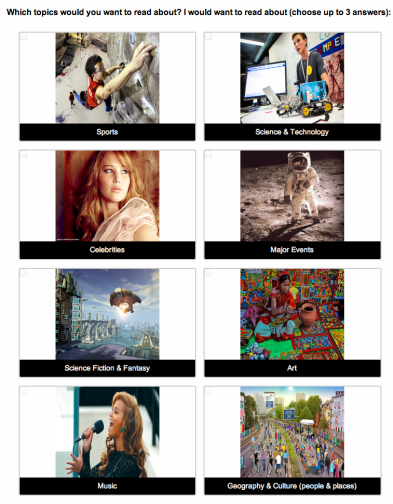 Which topics would you want to read about? I would want to read about (choose up to 3 answers):
Sports
Science & Technology
Celebrities
Major Events
Science Fiction & Fantasy
Art
Music
Geography & Culture (people & places)